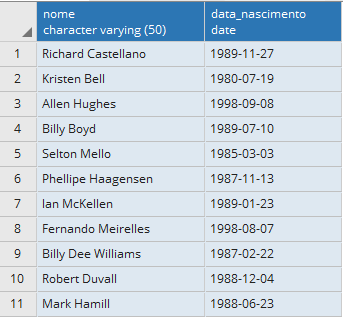 nome data_nascimento
character varying (50) date
1 Richard Castellano 1989-11-27
2 Kristen Bell 1980-07-19
3 Allen Hughes 1998-09-08
4 Billy Boyd 1989-07-10
5 Selton Mello 1985-03-03
6 Phellipe Haagensen 1987-11-13
7 Ian McKellen 1989-01-23
8 Fernando Meirelles 1998-08-07
9 Billy Dee Williams 1987-02-22
10 Robert Duvall 1988-12-04
11 Mark Hamill 1988-06-23